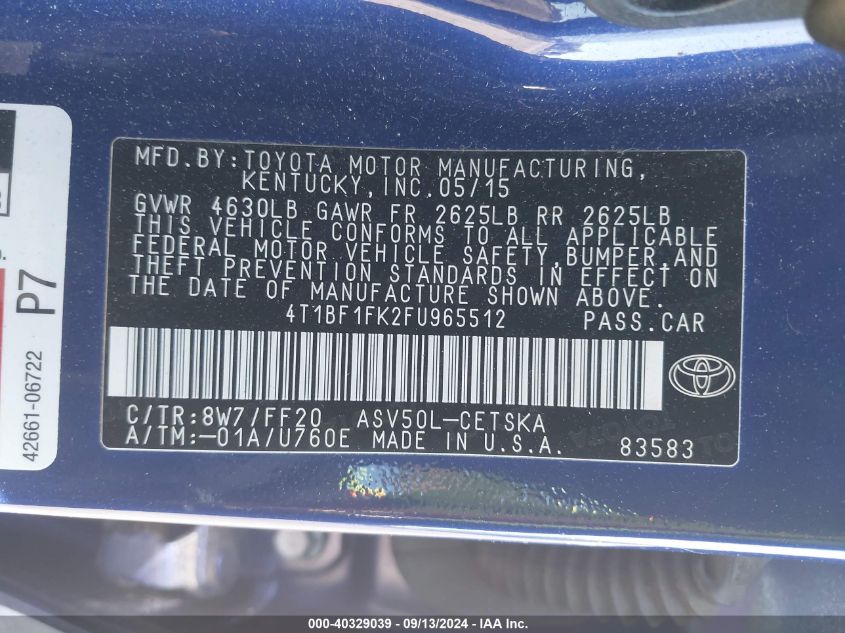 MFD.BY:TOYOTA MOTOR MANUFACTURING,
KENTUCKY,INC.05/15
GVWR 4630LB GAWR FR 2625LB RR 2625LB
THIS VEHICLE CONFORMS TO ALL APPLICABLE
FEDERAL MOTOR VEHICLE SAFETY,BUMPER,AND
THEFT PREVENTION STANDARDS IN EFFECT ON
THE DATE OF MANUFACTURE SHOWN ABOVE.
4T1BF1FK2FU965512 PASS.CAR
C/TR:8W7/FF20 ASV50L-CETSKA
A/TM:-01A/U760E MADE IN U.S.A. 83583
P7
42661-06722
000-40329039 - 09/13/2024 - IAA Inc.